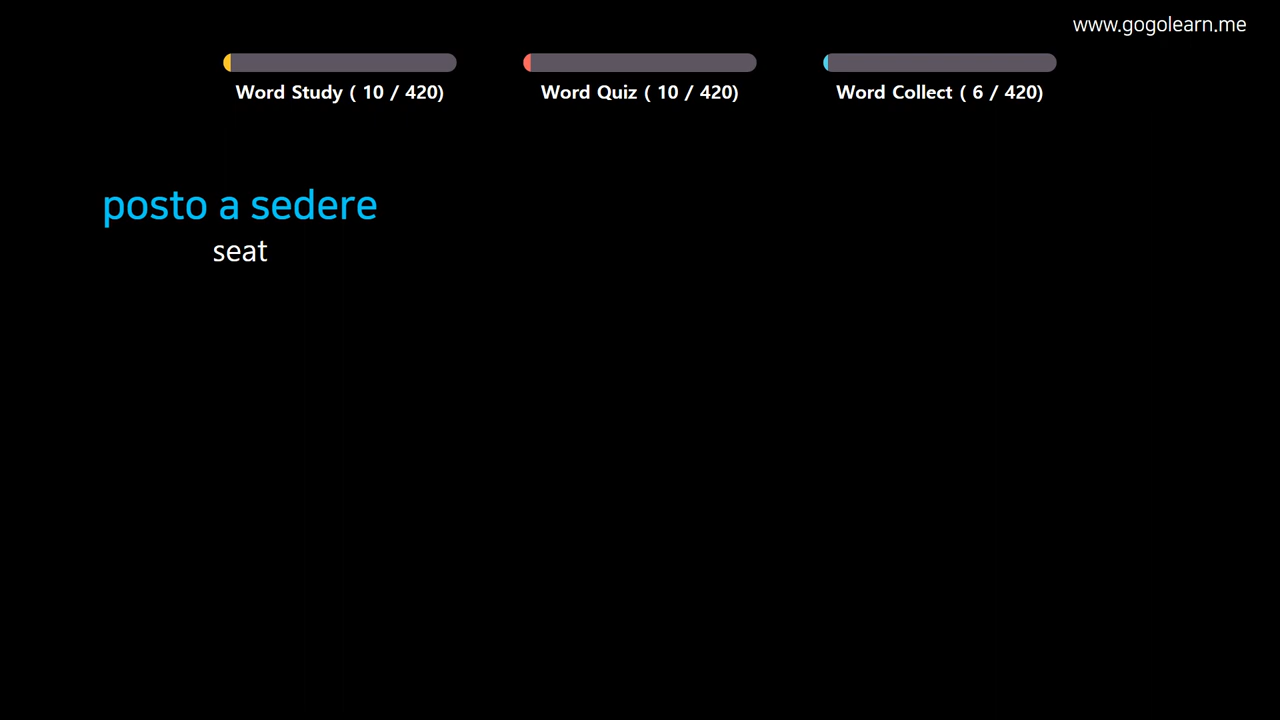 www.gogolearn.me
Word Study ( 10 / 420)
Word Quiz ( 10 / 420)
Word Collect ( 6 / 420)
posto a sedere
seat